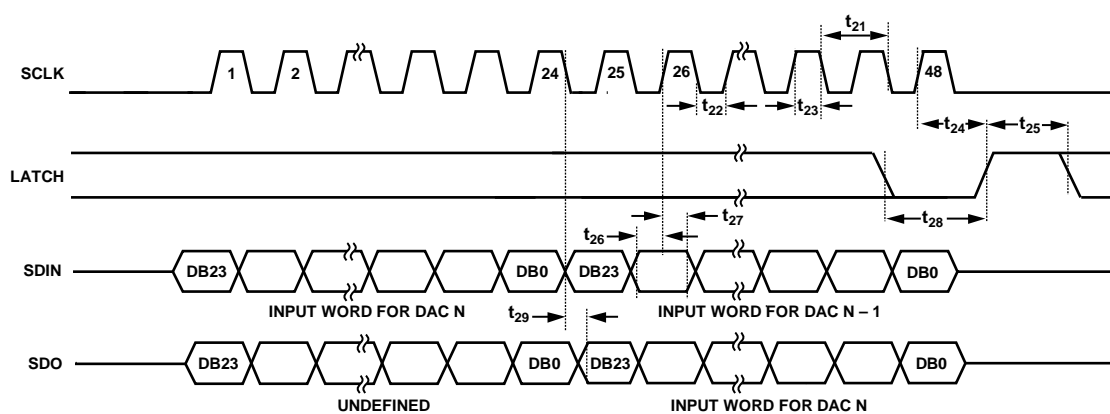 t21
SCLK
1 2 24 25 26 48
t22 t23
t24 t25
LATCH
t28
t27
t26
SDIN
DB23 DB0 DB23 DB0
INPUT WORD FOR DAC N INPUT WORD FOR DAC N – 1
t29
SDO
DB23 DB0 DB23 DB0
UNDEFINED INPUT WORD FOR DAC N